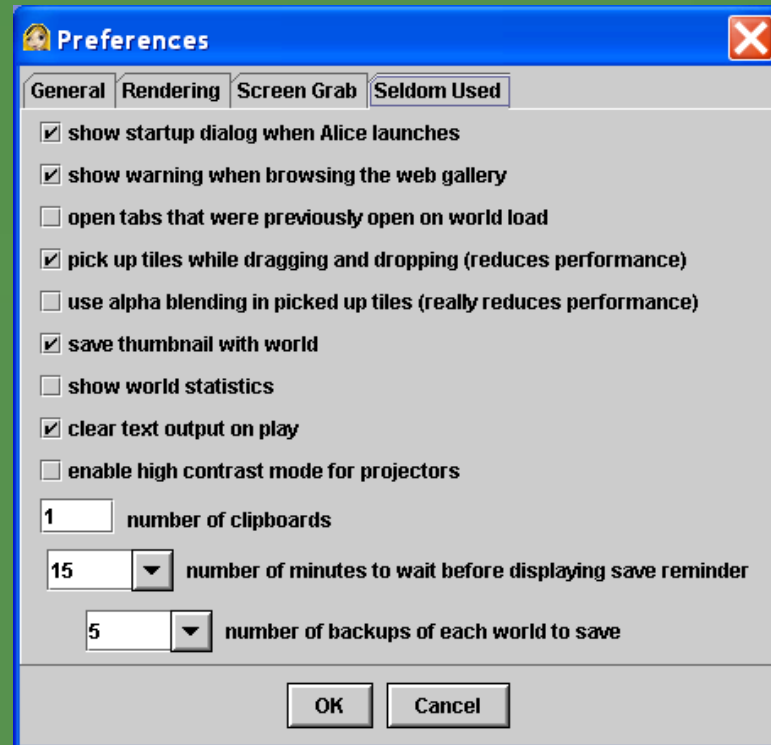 Preferences
General Rendering Screen Grab Seldom Used
show startup dialog when Alice launches
show warning when browsing the web gallery
open tabs that were previously open on world load
pick up tiles while dragging and dropping (reduces performance)
use alpha blending in picked up tiles (really reduces performance)
save thumbnail with world
show world statistics
clear text output on play
enable high contrast mode for projectors
1 number of clipboards
15 number of minutes to wait before displaying save reminder
5 number of backups of each world to save
OK Cancel